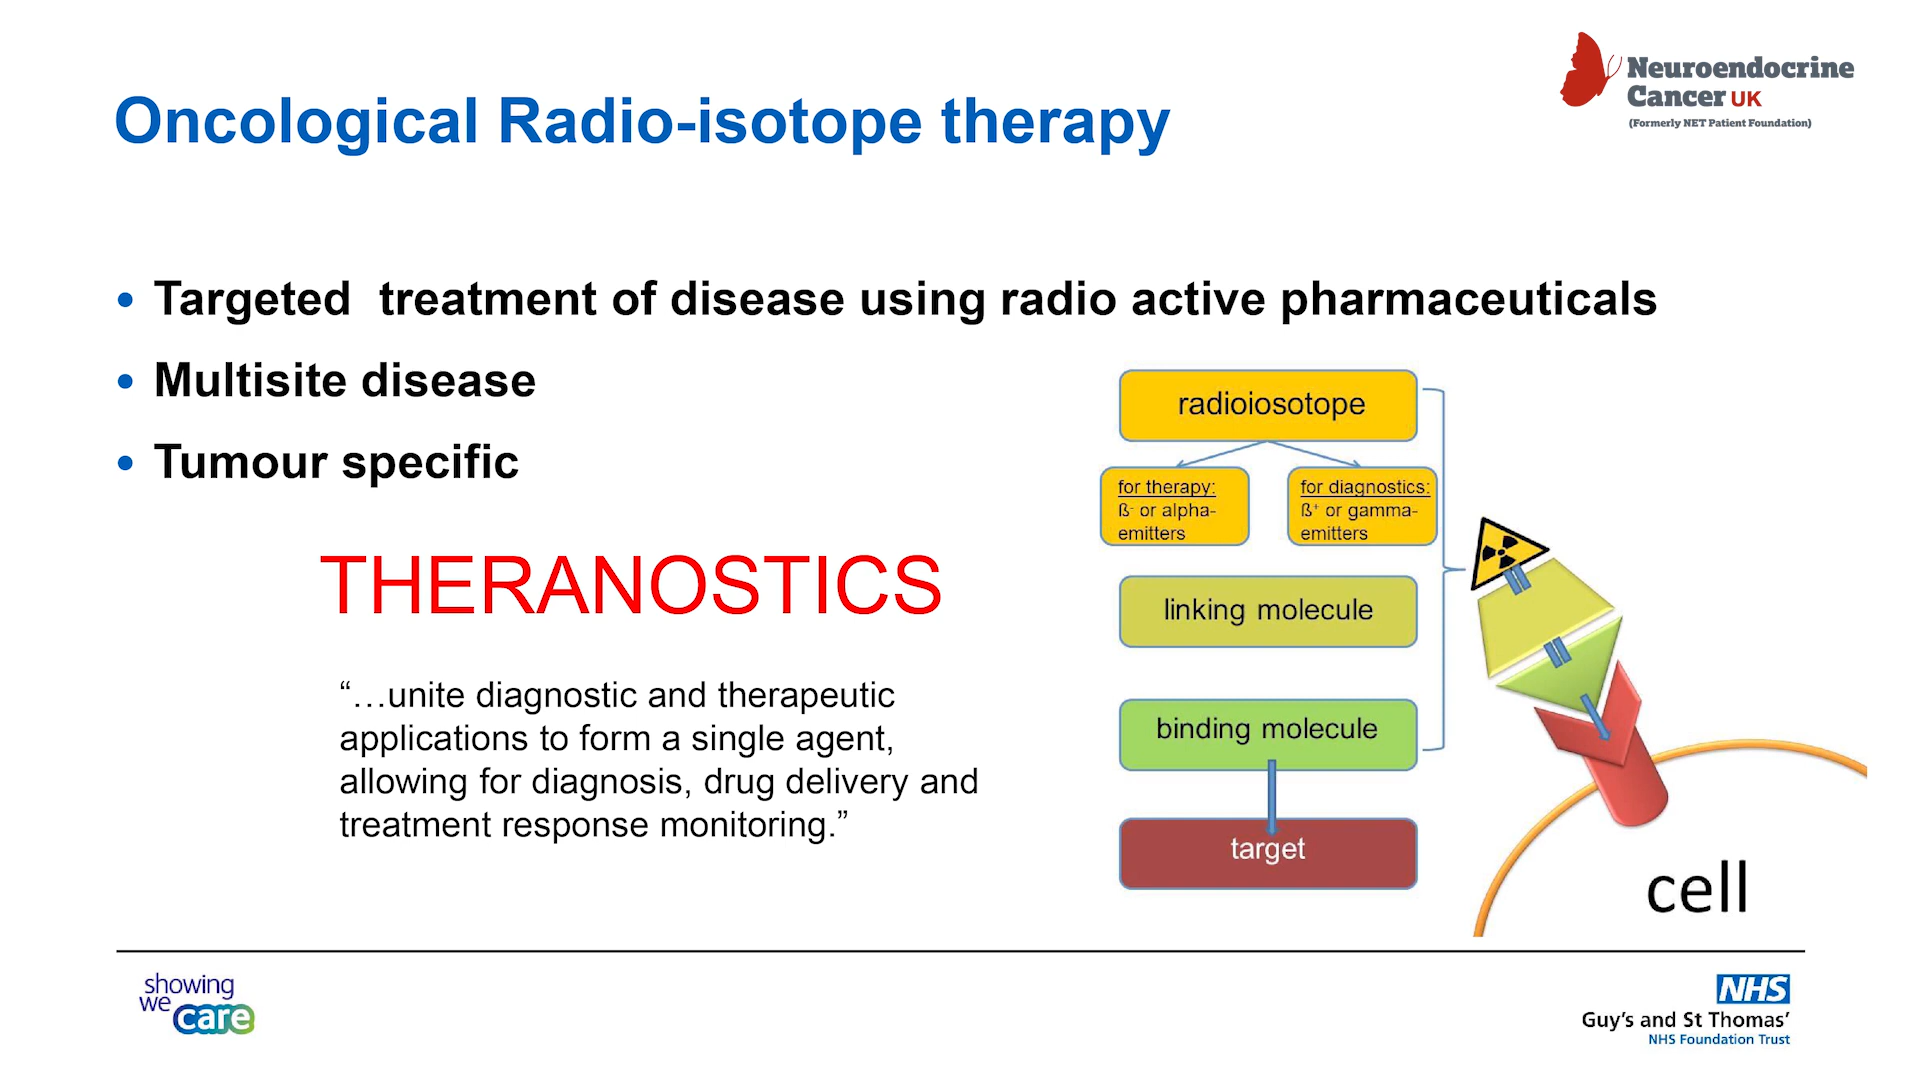 Neuroendocrine
Cancer UK
(Formerly NET Patient Foundation)
Oncological Radio-isotope therapy
• Targeted  treatment of disease using radio active pharmaceuticals
• Multisite disease
• Tumour specific
THERANOSTICS
“…unite diagnostic and therapeutic
applications to form a single agent,
allowing for diagnosis, drug delivery and
treatment response monitoring.”
radioiosotope
for therapy:
ß⁻ or alpha-
emitters
for diagnostics:
ß⁺ or gamma-
emitters
linking molecule
binding molecule
target
cell
showing
we
care
NHS
Guy’s and St Thomas’
NHS Foundation Trust